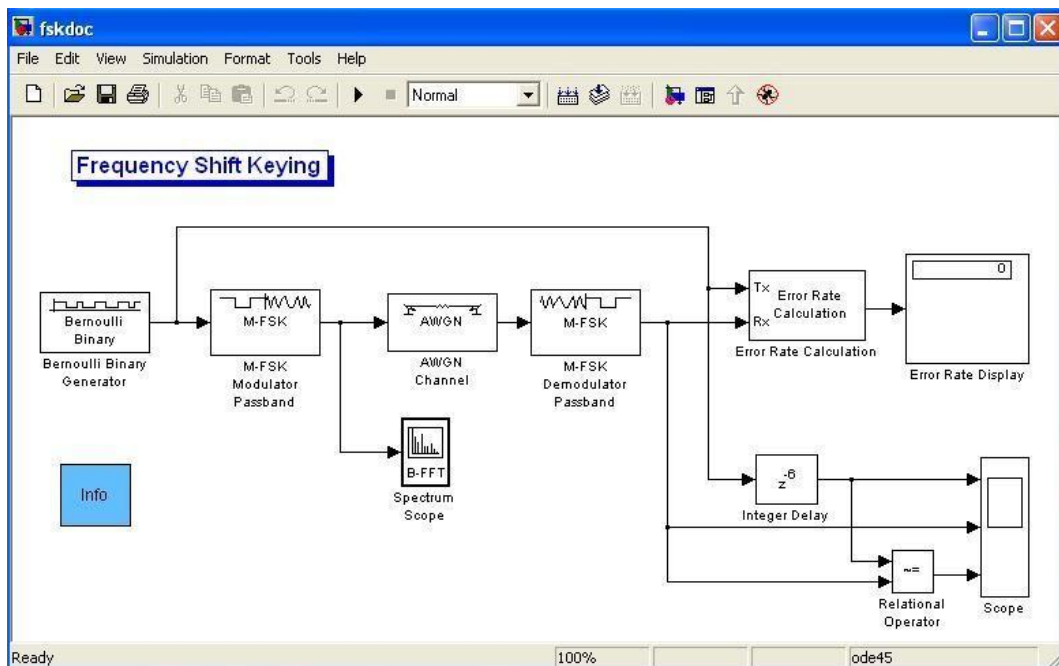 fskdoc
File Edit View Simulation Format Tools Help
Normal
Frequency Shift Keying
Bernoulli
Binary
Bernoulli Binary
Generator
M-FSK
M-FSK
Modulator
Passband
AWGN
AWGN
Channel
M-FSK
M-FSK
Demodulator
Passband
Tx
Rx
Error Rate
Calculation
Error Rate Calculation
0
Error Rate Display
B-FFT
Spectrum
Scope
Info
z-6
Integer Delay
~=
Relational
Operator
Scope
Ready 100% ode45